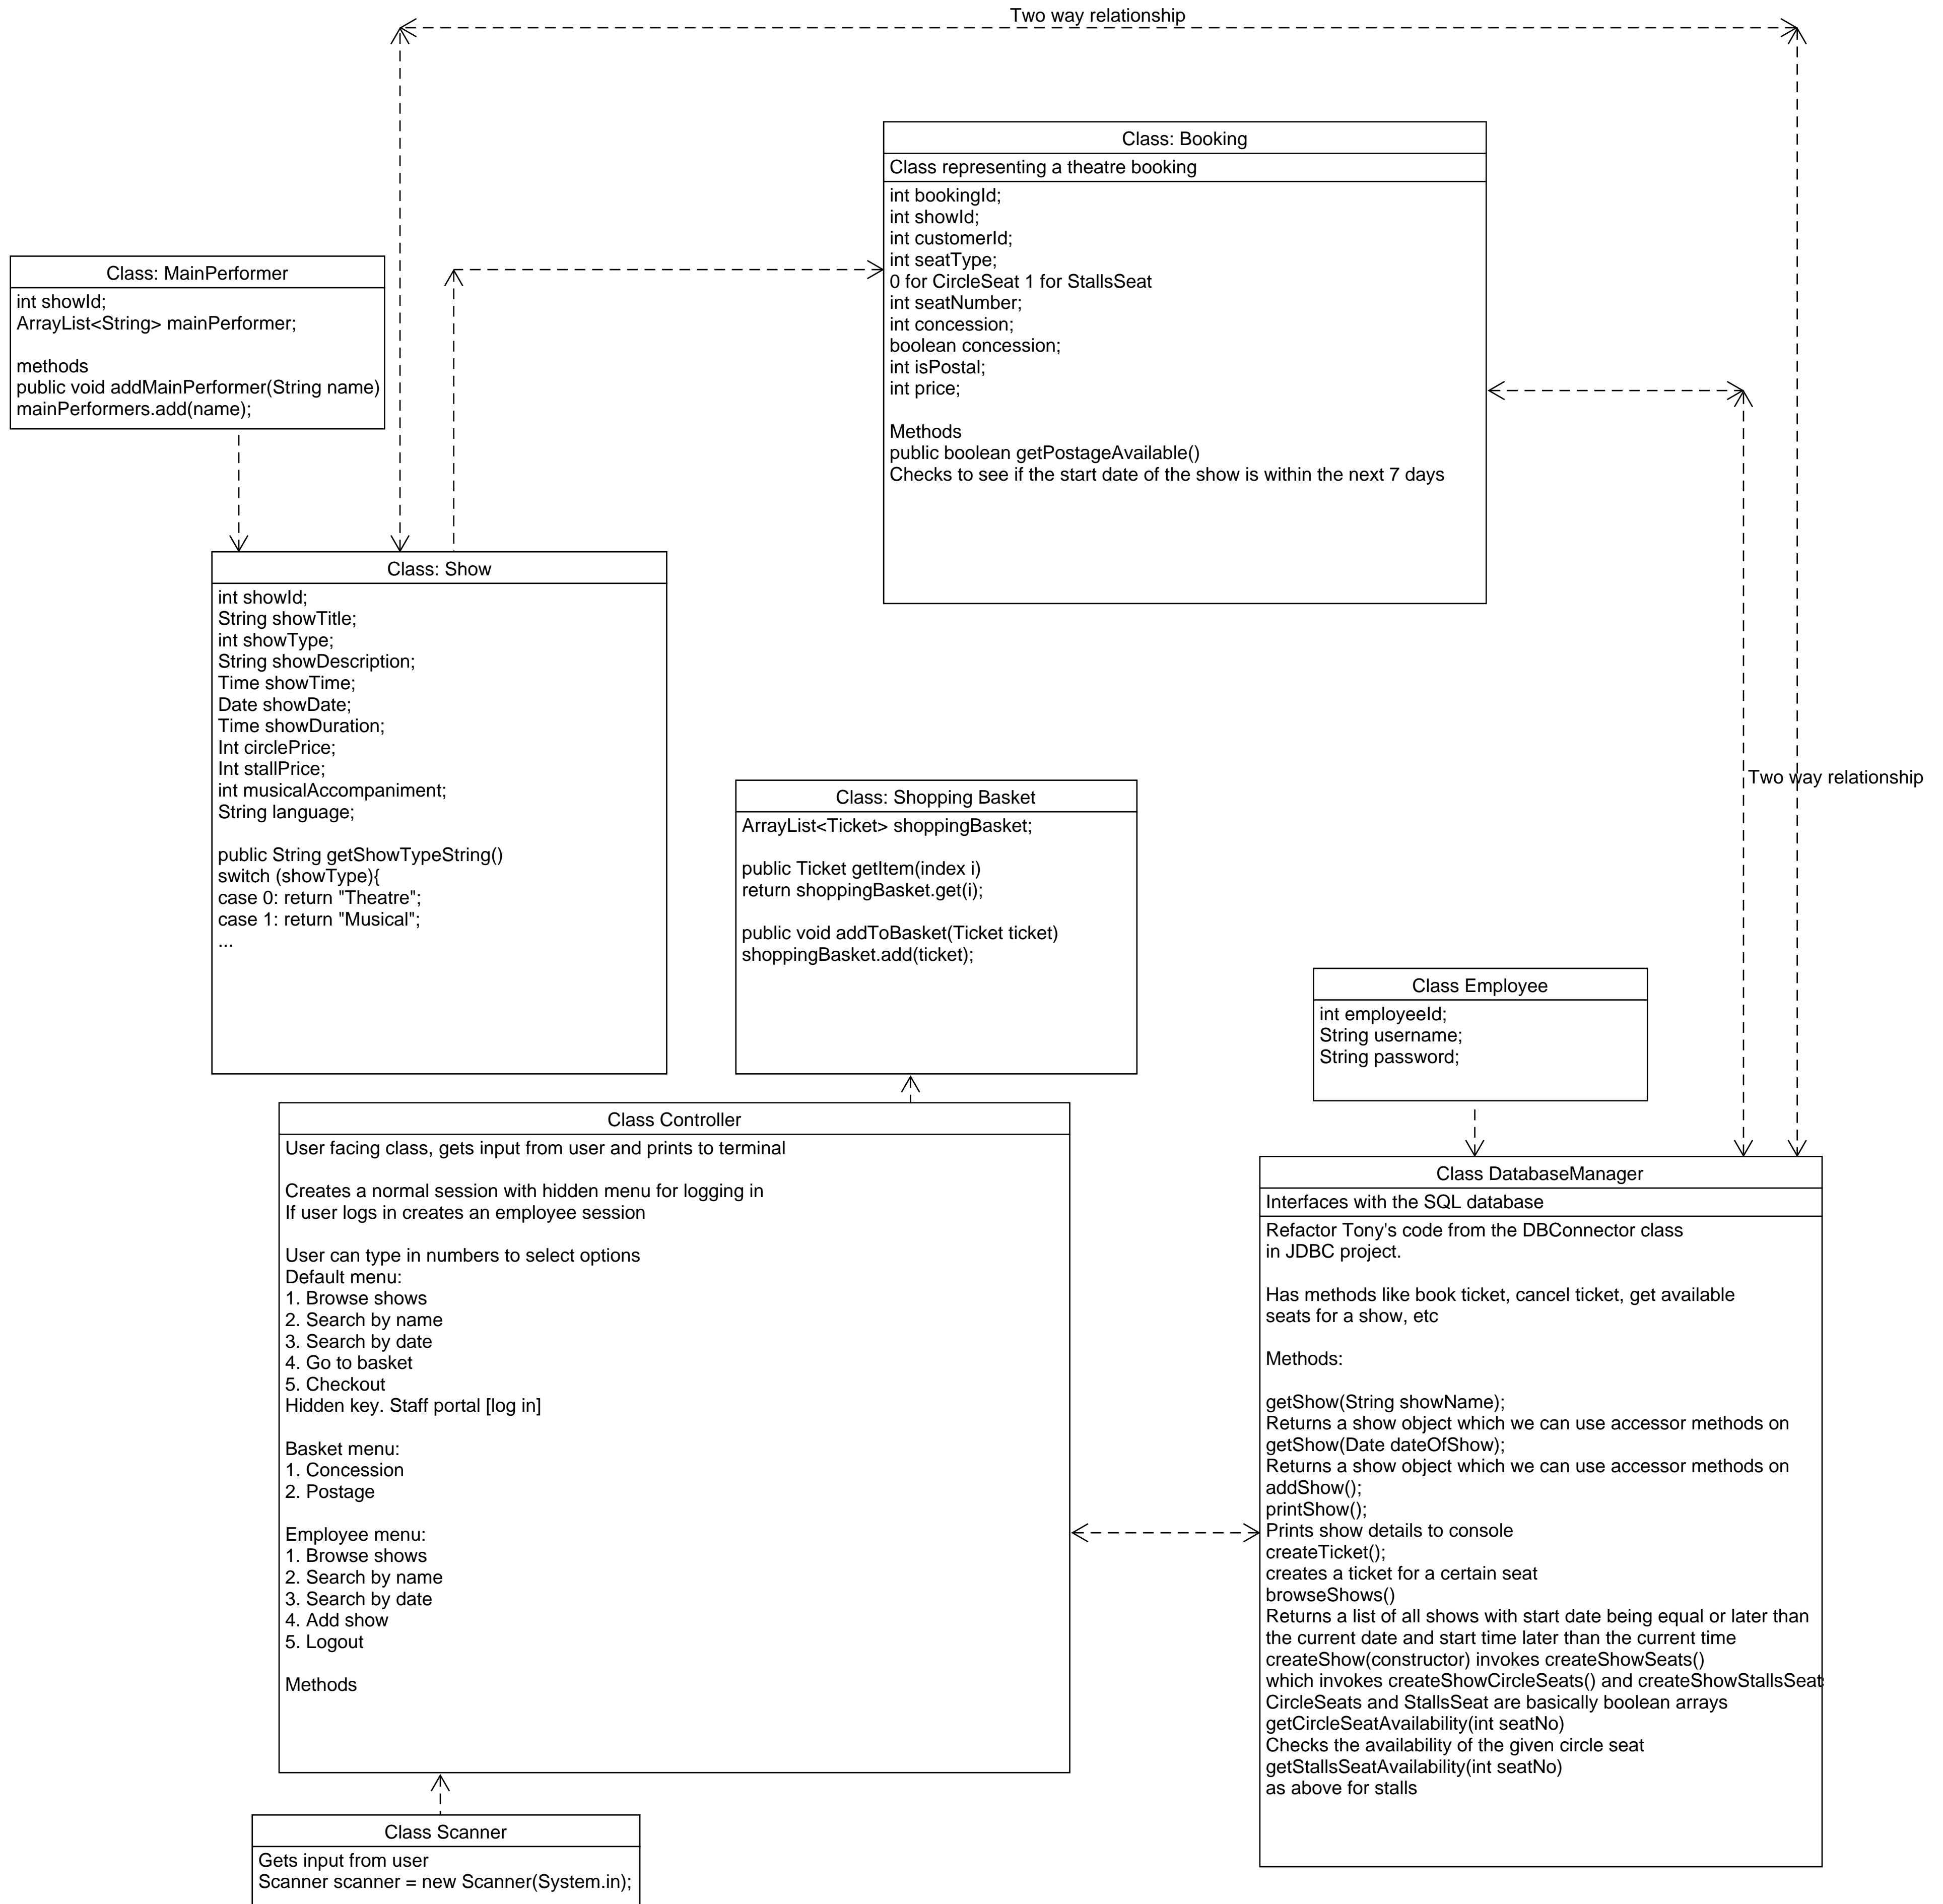 Two way relationship
Class: Booking
Class representing a theatre booking
int bookingId;
int showId;
int customerId;
int seatType;
0 for CircleSeat 1 for StallsSeat
int seatNumber;
int concession;
boolean concession;
int isPostal;
int price;
Methods
public boolean getPostageAvailable()
Checks to see if the start date of the show is within the next 7 days
Class: MainPerformer
int showId;
ArrayList<String> mainPerformer;
methods
public void addMainPerformer(String name)
mainPerformers.add(name);
Class: Show
int showId;
String showTitle;
int showType;
String showDescription;
Time showTime;
Date showDate;
Time showDuration;
Int circlePrice;
Int stallPrice;
int musicalAccompaniment;
String language;
public String getShowTypeString()
switch (showType){
case 0: return "Theatre";
case 1: return "Musical";
...
Two way relationship
Class: Shopping Basket
ArrayList<Ticket> shoppingBasket;
public Ticket getItem(index i)
return shoppingBasket.get(i);
public void addToBasket(Ticket ticket)
shoppingBasket.add(ticket);
Class Employee
int employeeId;
String username;
String password;
Class Controller
User facing class, gets input from user and prints to terminal
Creates a normal session with hidden menu for logging in
If user logs in creates an employee session
User can type in numbers to select options
Default menu:
1. Browse shows
2. Search by name
3. Search by date
4. Go to basket
5. Checkout
Hidden key. Staff portal [log in]
Basket menu:
1. Concession
2. Postage
Employee menu:
1. Browse shows
2. Search by name
3. Search by date
4. Add show
5. Logout
Methods
Class DatabaseManager
Interfaces with the SQL database
Refactor Tony's code from the DBConnector class
in JDBC project.
Has methods like book ticket, cancel ticket, get available
seats for a show, etc
Methods:
getShow(String showName);
Returns a show object which we can use accessor methods on
getShow(Date dateOfShow);
Returns a show object which we can use accessor methods on
addShow();
printShow();
Prints show details to console
createTicket();
creates a ticket for a certain seat
browseShows()
Returns a list of all shows with start date being equal or later than
the current date and start time later than the current time
createShow(constructor) invokes createShowSeats()
which invokes createShowCircleSeats() and createShowStallsSeats
CircleSeats and StallsSeat are basically boolean arrays
getCircleSeatAvailability(int seatNo)
Checks the availability of the given circle seat
getStallsSeatAvailability(int seatNo)
as above for stalls
Class Scanner
Gets input from user
Scanner scanner = new Scanner(System.in);